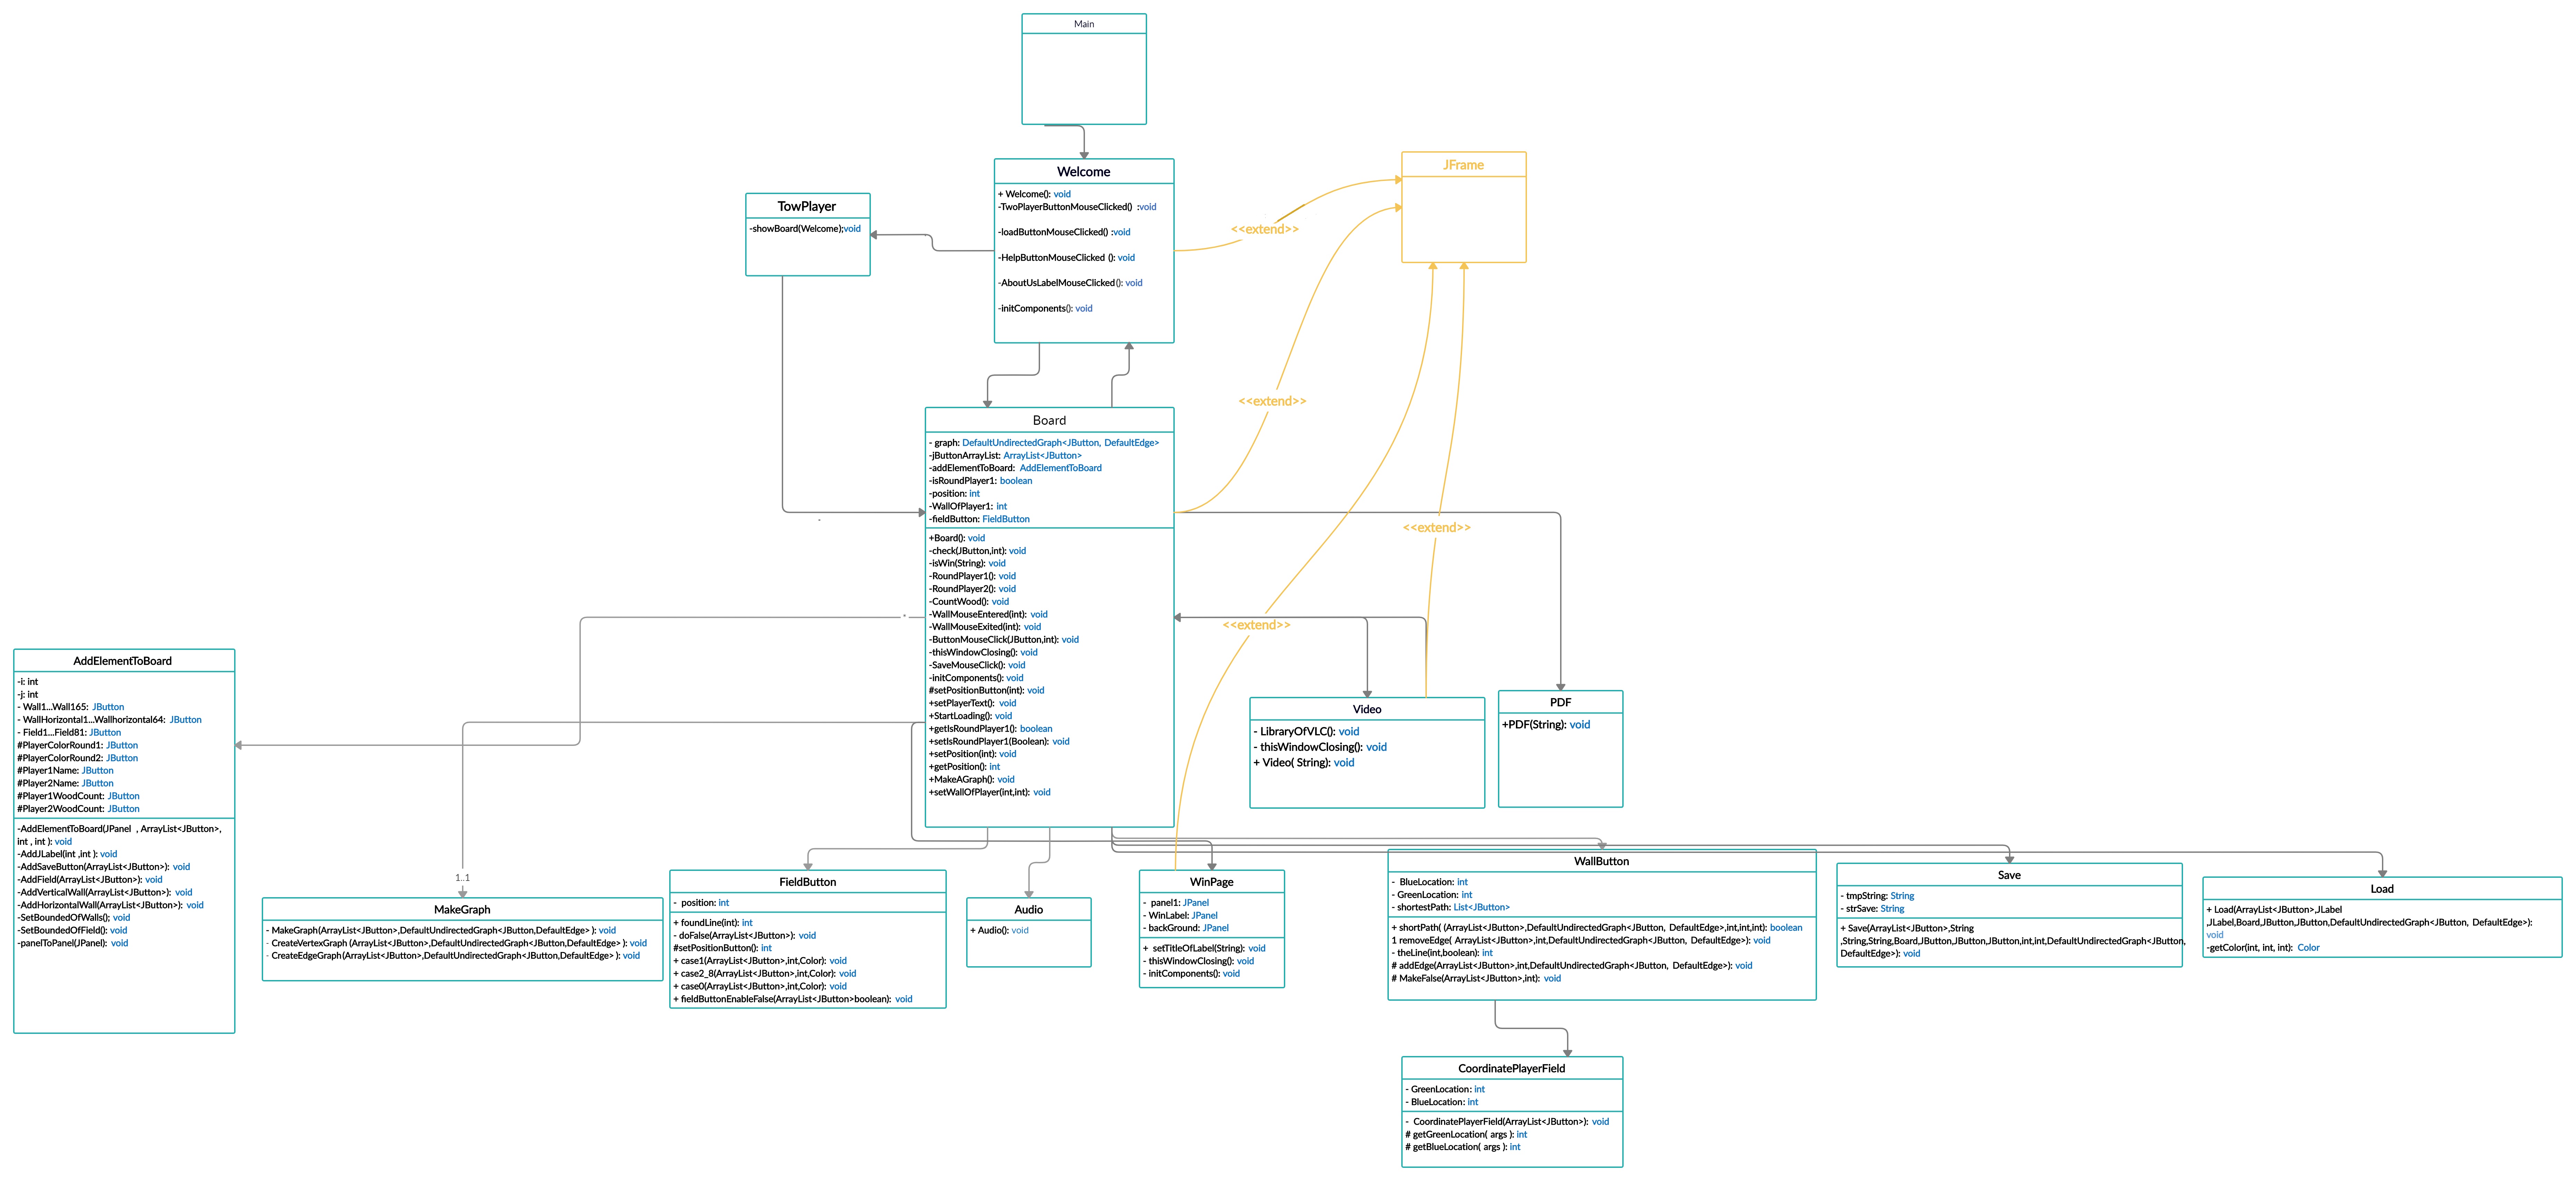 Main
Welcome
+ Welcome(): void
-TwoPlayerButtonMouseClicked() :void
-loadButtonMouseClicked() :void
-HelpButtonMouseClicked (): void
-AboutUsLabelMouseClicked(): void
-initComponents(): void
JFrame
TowPlayer
-showBoard(Welcome);void
<<extend>>
<<extend>>
<<extend>>
<<extend>>
Board
- graph: DefaultUndirectedGraph<JButton, DefaultEdge>
-jButtonArrayList: ArrayList<JButton>
-addElementToBoard: AddElementToBoard
-isRoundPlayer1: boolean
-position: int
-WallOfPlayer1: int
-fieldButton: FieldButton
+Board(): void
-check(JButton,int): void
-isWin(String): void
-RoundPlayer1(): void
-RoundPlayer2(): void
-CountWood(): void
-WallMouseEntered(int): void
-WallMouseExited(int): void
-ButtonMouseClick(JButton,int): void
-thisWindowClosing(): void
-SaveMouseClick(): void
-initComponents(): void
#setPositionButton(int): void
+setPlayerText(): void
+StartLoading(): void
+getIsRoundPlayer1(): boolean
+setIsRoundPlayer1(Boolean): void
+setPosition(int): void
+getPosition(): int
+MakeAGraph(): void
+setWallOfPlayer(int,int): void
AddElementToBoard
-i: int
-j: int
- Wall1...Wall165: JButton
- WallHorizontal1...Wallhorizontal64: JButton
- Field1...Field81: JButton
#PlayerColorRound1: JButton
#PlayerColorRound2: JButton
#Player1Name: JButton
#Player2Name: JButton
#Player1WoodCount: JButton
#Player2WoodCount: JButton
-AddElementToBoard(JPanel , ArrayList<JButton>,
int , int ): void
-AddJLabel(int ,int ): void
-AddSaveButton(ArrayList<JButton>): void
-AddField(ArrayList<JButton>): void
-AddVerticalWall(ArrayList<JButton>): void
-AddHorizontalWall(ArrayList<JButton>): void
-SetBoundedOfWalls(); void
-SetBoundedOfField(): void
-panelToPanel(JPanel): void
Video
- LibraryOfVLC(): void
- thisWindowClosing(): void
+ Video( String): void
PDF
+PDF(String): void
1..1
MakeGraph
- MakeGraph(ArrayList<JButton>,DefaultUndirectedGraph<JButton,DefaultEdge> ): void
- CreateVertexGraph (ArrayList<JButton>,DefaultUndirectedGraph<JButton,DefaultEdge> ): void
- CreateEdgeGraph(ArrayList<JButton>,DefaultUndirectedGraph<JButton,DefaultEdge> ): void
FieldButton
- position: int
+ foundLine(int): int
- doFalse(ArrayList<JButton>): void
#setPositionButton(): int
+ case1(ArrayList<JButton>,int,Color): void
+ case2_8(ArrayList<JButton>,int,Color): void
+ case0(ArrayList<JButton>,int,Color): void
+ fieldButtonEnableFalse(ArrayList<JButton>boolean): void
Audio
+ Audio(): void
WinPage
- panel1: JPanel
- WinLabel: JPanel
- backGround: JPanel
+ setTitleOfLabel(String): void
- thisWindowClosing(): void
- initComponents(): void
WallButton
- BlueLocation: int
- GreenLocation: int
- shortestPath: List<JButton>
+ shortPath( (ArrayList<JButton>,DefaultUndirectedGraph<JButton, DefaultEdge>,int,int,int): boolean
1 removeEdge( ArrayList<JButton>,int,DefaultUndirectedGraph<JButton, DefaultEdge>): void
- theLine(int,boolean): int
# addEdge(ArrayList<JButton>,int,DefaultUndirectedGraph<JButton, DefaultEdge>): void
# MakeFalse(ArrayList<JButton>,int): void
Save
- tmpString: String
- strSave: String
+ Save(ArrayList<JButton>,String
,String,String,Board,JButton,JButton,JButton,int,int,DefaultUndirectedGraph<JButton,
DefaultEdge>): void
Load
+ Load(ArrayList<JButton>,JLabel
,JLabel,Board,JButton,JButton,DefaultUndirectedGraph<JButton, DefaultEdge>):
void
-getColor(int, int, int): Color
CoordinatePlayerField
- GreenLocation: int
- BlueLocation: int
- CoordinatePlayerField(ArrayList<JButton>): void
# getGreenLocation( args ): int
# getBlueLocation( args ): int